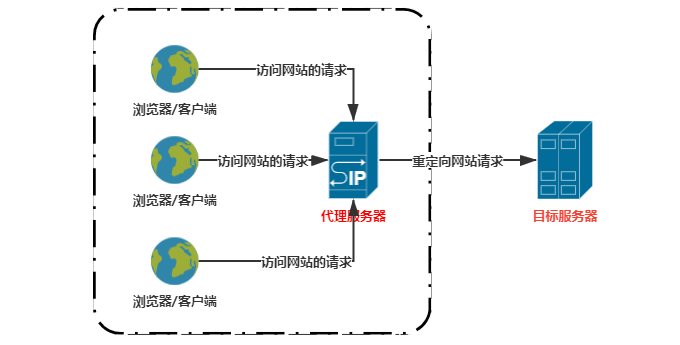 访问网站的请求
浏览器/客户端
访问网站的请求
重定向网站请求
IP
浏览器/客户端
代理服务器
目标服务器
访问网站的请求
浏览器/客户端